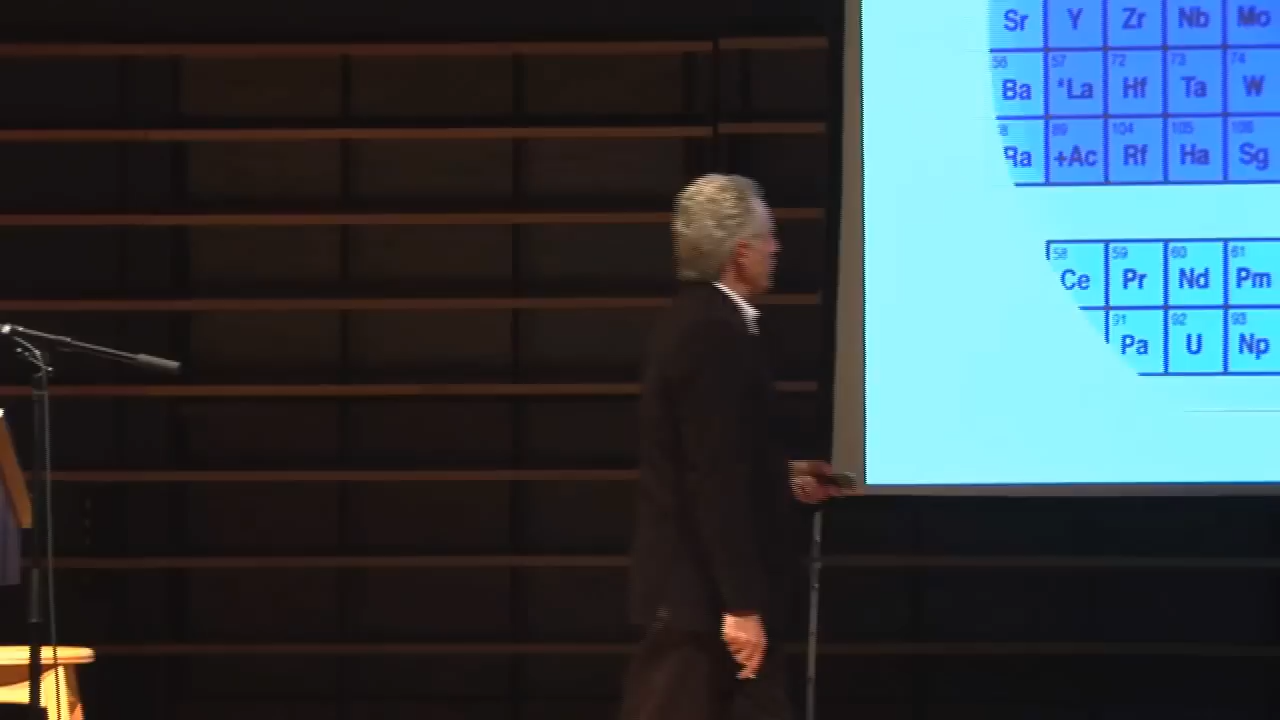 Sr Y Zr Nb Mo
56 57 72 73 74
Ba *La Hf Ta W
8 89 104 105 106
Ra +Ac Rf Ha Sg
58 59 60 61
Ce Pr Nd Pm
91 92 93
Pa U Np